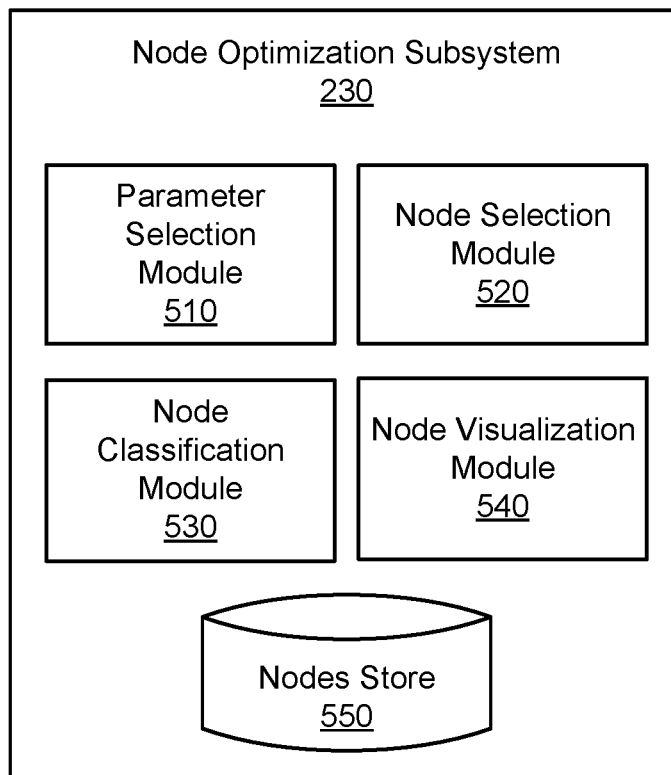 Node Optimization Subsystem
230
Parameter
Selection
Module
510
Node Selection
Module
520
Node
Classification
Module
530
Node Visualization
Module
540
Nodes Store
550